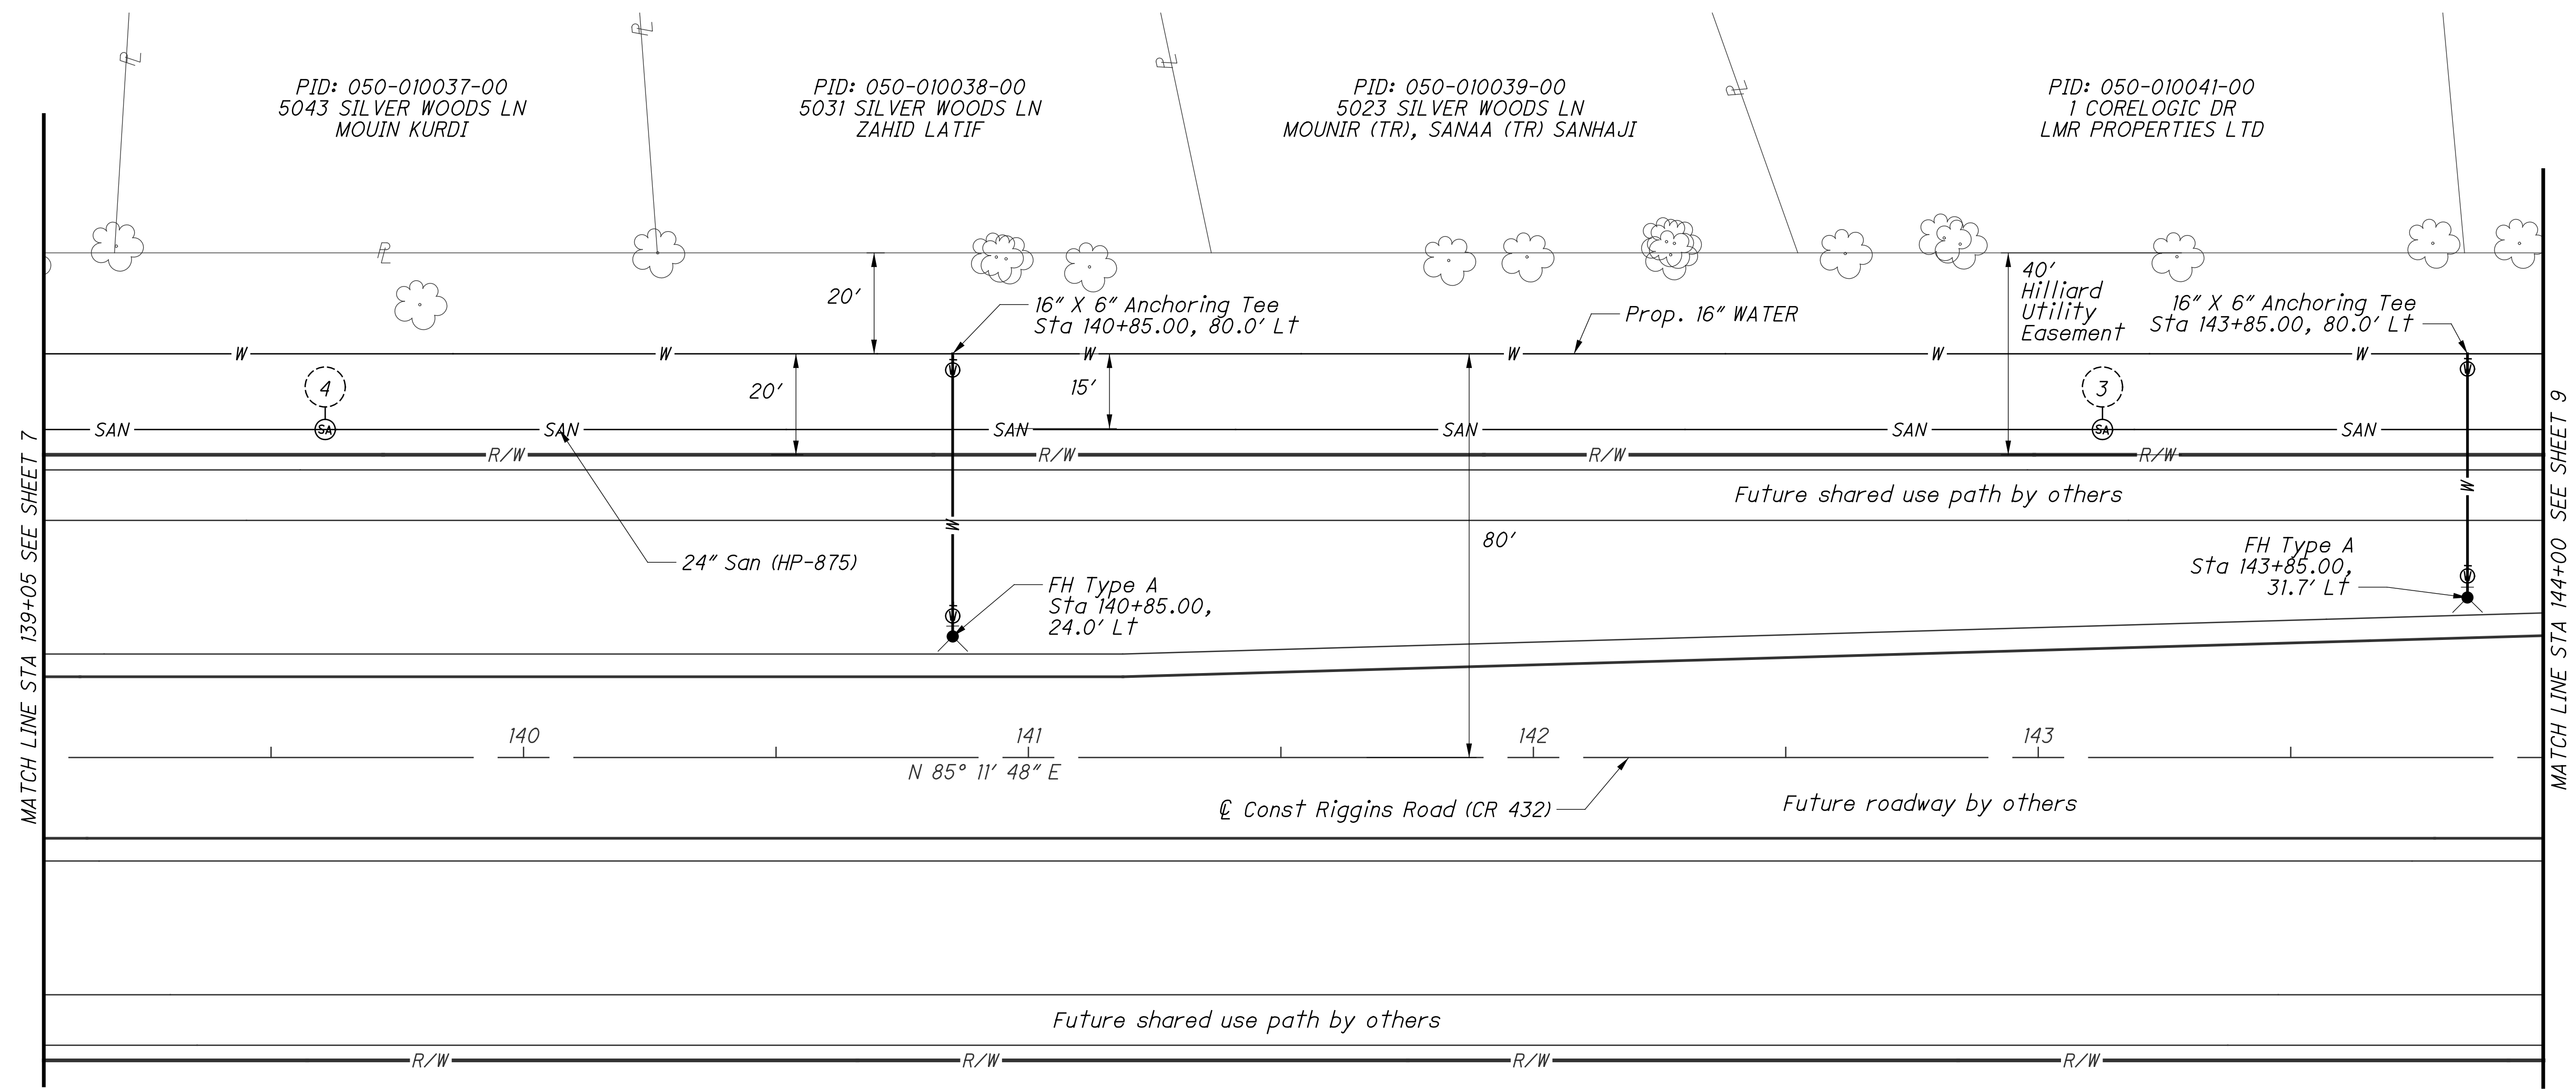 PID: 050-010037-00
5043 SILVER WOODS LN
MOUIN KURDI
PID: 050-010038-00
5031 SILVER WOODS LN
ZAHID LATIF
PID: 050-010039-00
5023 SILVER WOODS LN
MOUNIR (TR), SANAA (TR) SANHAJI
PID: 050-010041-00
1 CORELOGIC DR
LMR PROPERTIES LTD
PL
PL
PL
PL
PL
20'
16" X 6" Anchoring Tee
Sta 140+85.00, 80.0' Lt
Prop. 16" WATER
40'
Hilliard
Utility
Easement
16" X 6" Anchoring Tee
Sta 143+85.00, 80.0' Lt
W W W W W W
W W
4
20'
15'
3
SAN SA SAN SAN SAN SAN SA SAN
R/W R/W R/W R/W
Future shared use path by others
W
W
24" San (HP-875)
80'
FH Type A
Sta 140+85.00,
24.0' Lt
FH Type A
Sta 143+85.00,
31.7' Lt
W
W
140 141 142 143
N 85° 11' 48" E
℄ Const Riggins Road (CR 432)
Future roadway by others
Future shared use path by others
R/W R/W R/W R/W
MATCH LINE STA 139+05 SEE SHEET 7
MATCH LINE STA 144+00 SEE SHEET 9